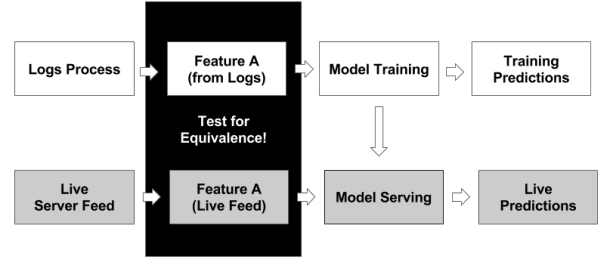 Logs Process
Feature A
(from Logs)
Model Training
Training
Predictions
Test for
Equivalence!
Live
Server Feed
Feature A
(Live Feed)
Model Serving
Live
Predictions